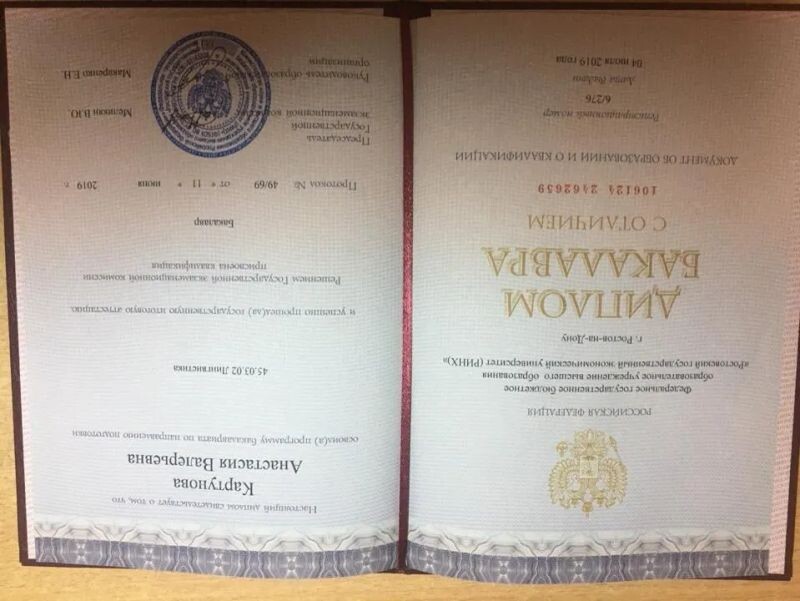 РОССИЙСКАЯ ФЕДЕРАЦИЯ
Федеральное государственное бюджетное
образовательное учреждение высшего образования
«Ростовский государственный экономический университет (РИНХ)»
г. Ростов-на-Дону
ДИПЛОМ
БАКАЛАВРА
С ОТЛИЧИЕМ
106124 2462659
ДОКУМЕНТ ОБ ОБРАЗОВАНИИ И О КВАЛИФИКАЦИИ
Регистрационный номер
6/276
Дата выдачи
04 июля 2019 года
Настоящий диплом свидетельствует о том, что
Картунова
Анастасия Валерьевна
освоил(а) программу бакалавриата по направлению подготовки
45.03.02 Лингвистика
и успешно прошел(ла) государственную итоговую аттестацию.
Решением Государственной экзаменационной комиссии
присвоена квалификация
Бакалавр
Протокол № 49/69 от " 11 " июня 2019 г.
Председатель
Государственной
экзаменационной комиссии Меликян В.Ю.
Руководитель образовательной
организации Макаренко Е.Н.